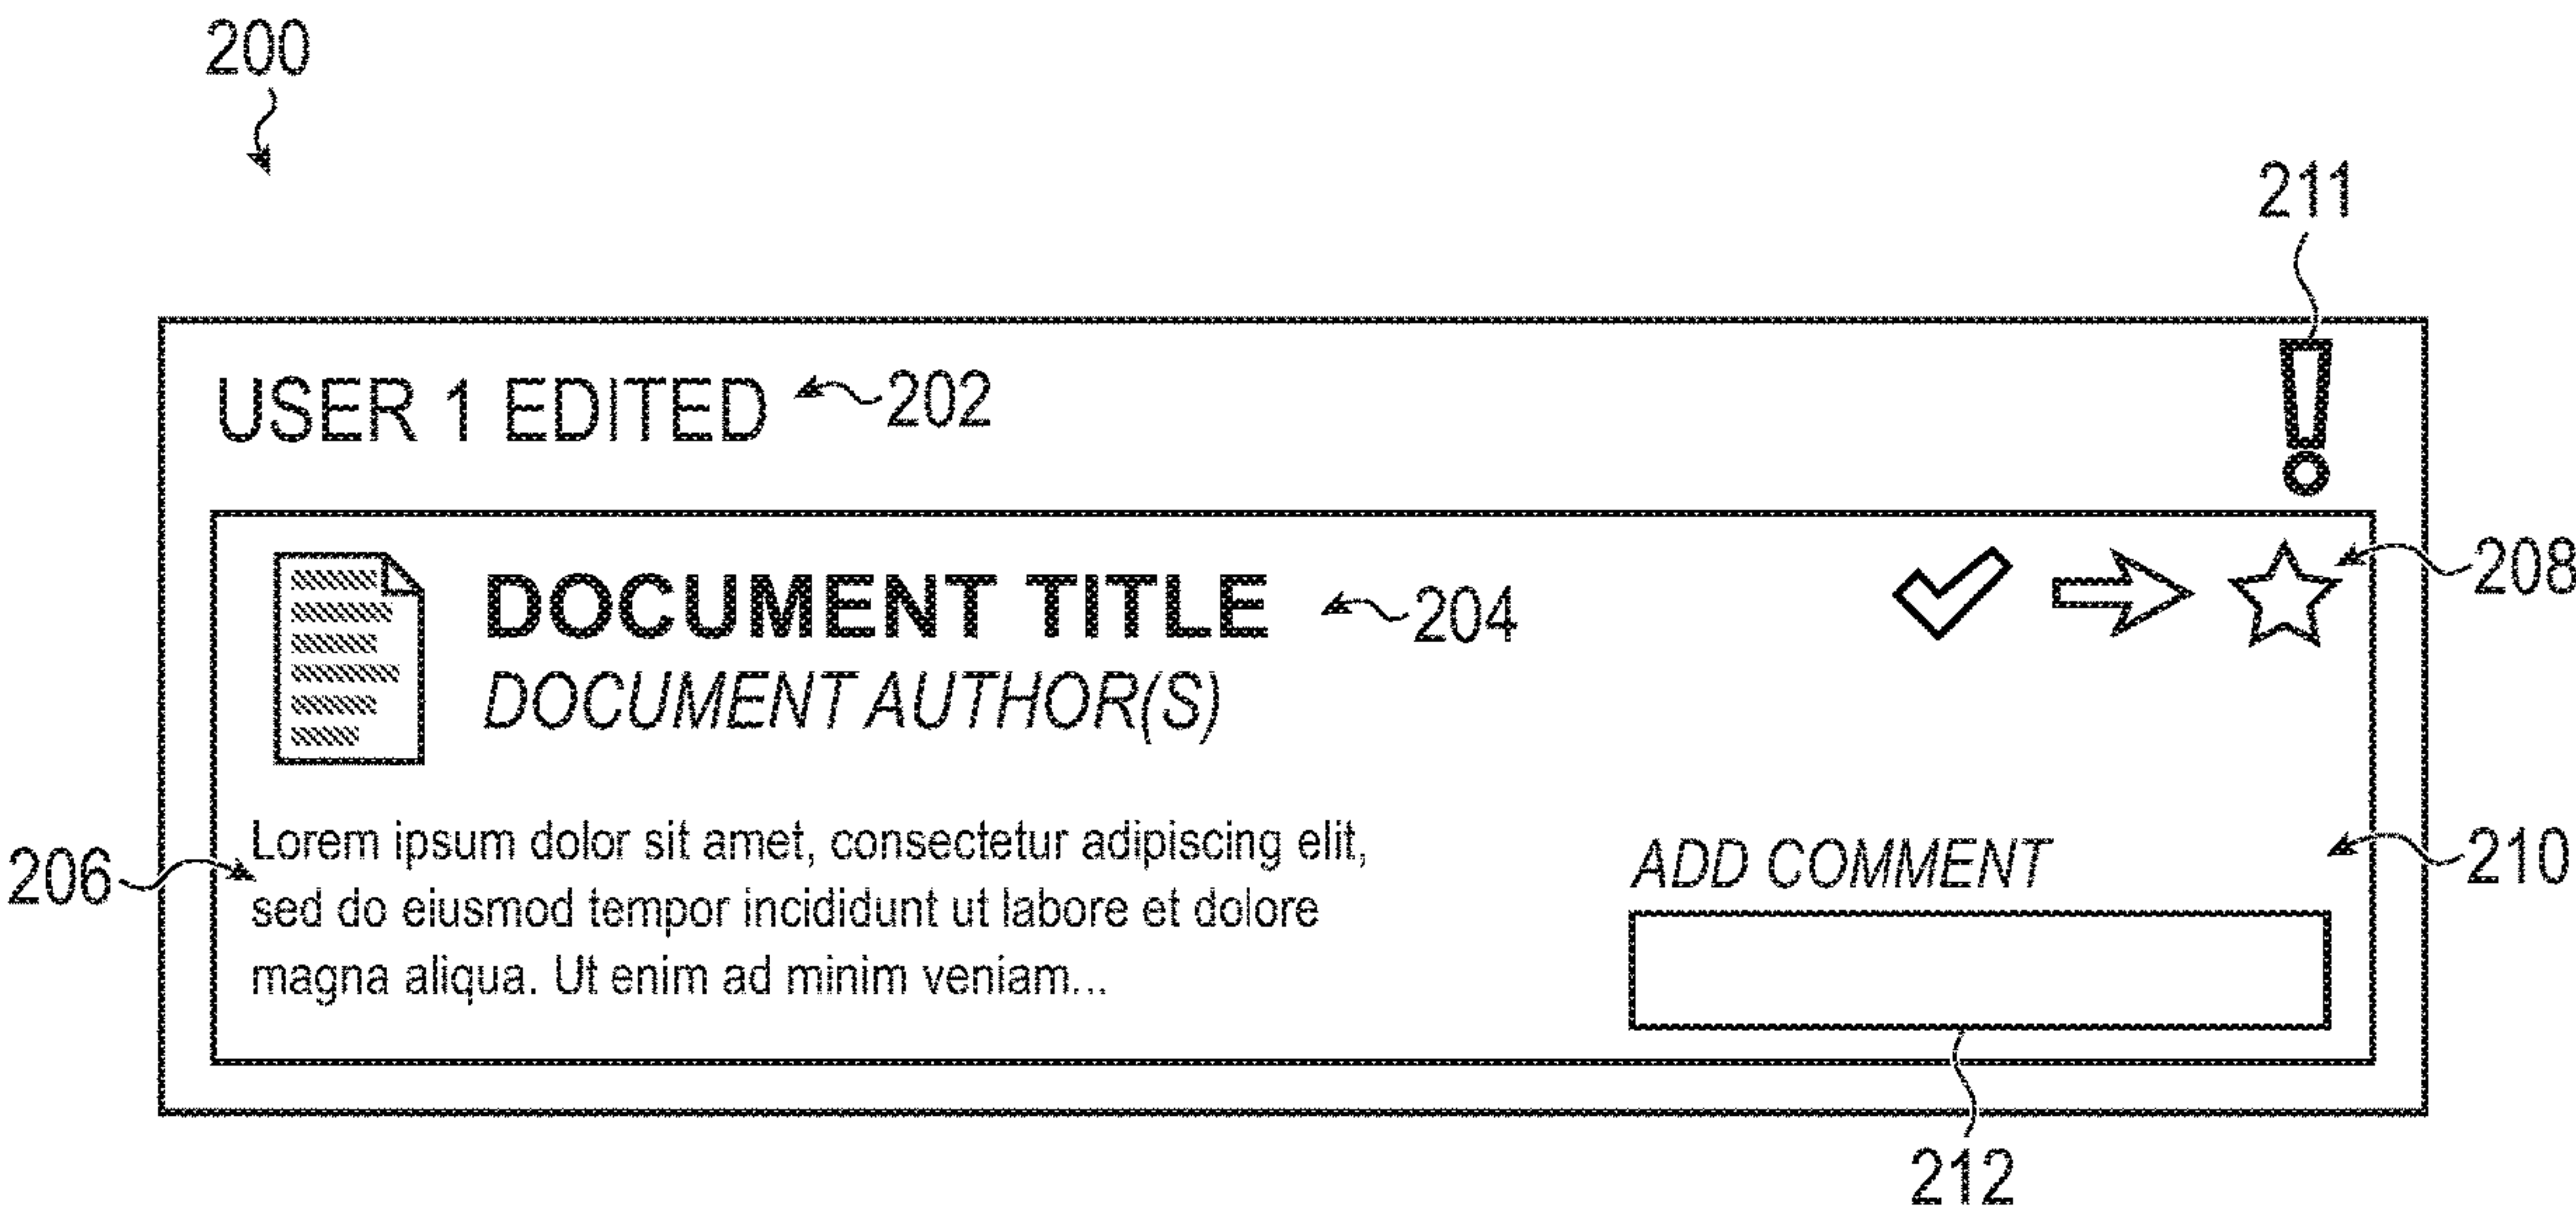 200
211
USER 1 EDITED 202
DOCUMENT TITLE 204
208
DOCUMENT AUTHOR(S)
206
Lorem ipsum dolor sit amet, consectetur adipiscing elit,
sed do eiusmod tempor incididunt ut labore et dolore
magna aliqua. Ut enim ad minim veniam...
ADD COMMENT
210
212